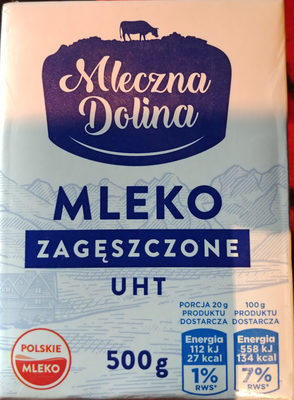 Mleczna
Dolina
MLEKO
ZAGĘSZCZONE
UHT
PORCJA 20g
PRODUKTU
DOSTARCZA
100g
PRODUKTU
DOSTARCZA
Energia
112 kJ
27 kcal
1%
RWS*
Energia
558 kJ
134 kcal
7%
RWS*
POLSKIE
MLEKO
500g